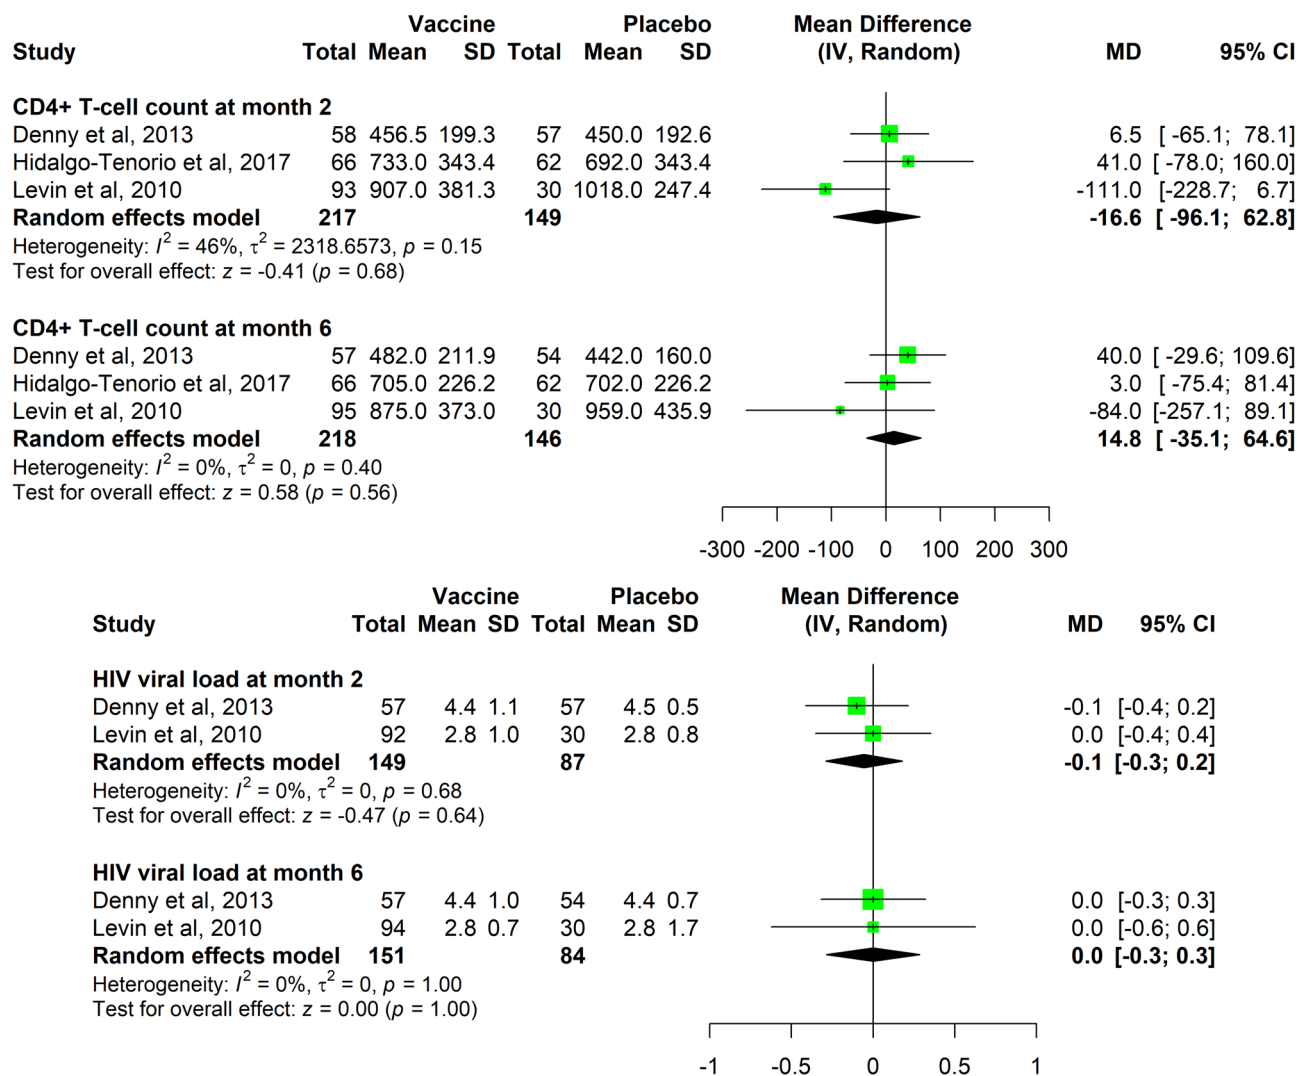 Vaccine Placebo Mean Difference
Study Total Mean SD Total Mean SD (IV, Random) MD 95% CI
CD4+ T-cell count at month 2
Denny et al, 2013 58 456.5 199.3 57 450.0 192.6 6.5 [ -65.1; 78.1]
Hidalgo-Tenorio et al, 2017 66 733.0 343.4 62 692.0 343.4 41.0 [ -78.0; 160.0]
Levin et al, 2010 93 907.0 381.3 30 1018.0 247.4 -111.0 [-228.7; 6.7]
Random effects model 217 149 -16.6 [ -96.1; 62.8]
Heterogeneity: I² = 46%, τ² = 2318.6573, p = 0.15
Test for overall effect: z = -0.41 (p = 0.68)
CD4+ T-cell count at month 6
Denny et al, 2013 57 482.0 211.9 54 442.0 160.0 40.0 [ -29.6; 109.6]
Hidalgo-Tenorio et al, 2017 66 705.0 226.2 62 702.0 226.2 3.0 [ -75.4; 81.4]
Levin et al, 2010 95 875.0 373.0 30 959.0 435.9 -84.0 [-257.1; 89.1]
Random effects model 218 146 14.8 [ -35.1; 64.6]
Heterogeneity: I² = 0%, τ² = 0, p = 0.40
Test for overall effect: z = 0.58 (p = 0.56)
-300 -200 -100 0 100 200 300
Vaccine Placebo Mean Difference
Study Total Mean SD Total Mean SD (IV, Random) MD 95% CI
HIV viral load at month 2
Denny et al, 2013 57 4.4 1.1 57 4.5 0.5 -0.1 [-0.4; 0.2]
Levin et al, 2010 92 2.8 1.0 30 2.8 0.8 0.0 [-0.4; 0.4]
Random effects model 149 87 -0.1 [-0.3; 0.2]
Heterogeneity: I² = 0%, τ² = 0, p = 0.68
Test for overall effect: z = -0.47 (p = 0.64)
HIV viral load at month 6
Denny et al, 2013 57 4.4 1.0 54 4.4 0.7 0.0 [-0.3; 0.3]
Levin et al, 2010 94 2.8 0.7 30 2.8 1.7 0.0 [-0.6; 0.6]
Random effects model 151 84 0.0 [-0.3; 0.3]
Heterogeneity: I² = 0%, τ² = 0, p = 1.00
Test for overall effect: z = 0.00 (p = 1.00)
-1 -0.5 0 0.5 1